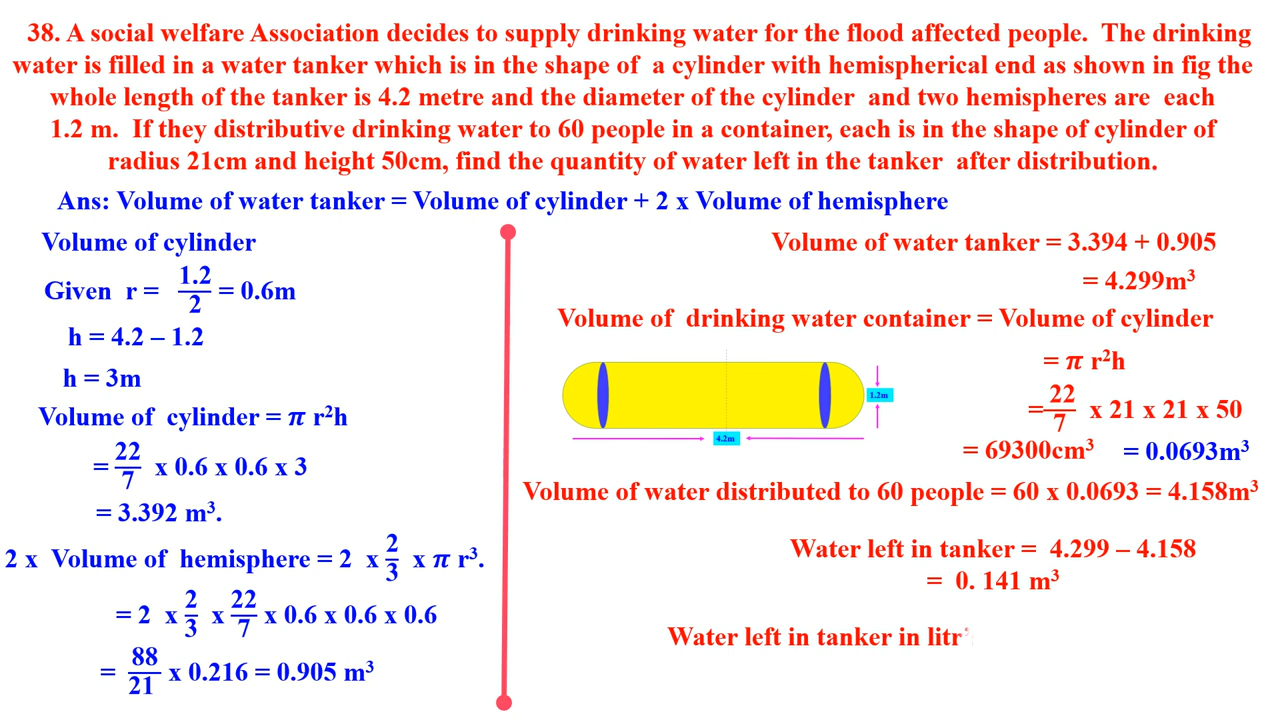 38. A social welfare Association decides to supply drinking water for the flood affected people. The drinking
water is filled in a water tanker which is in the shape of a cylinder with hemispherical end as shown in fig the
whole length of the tanker is 4.2 metre and the diameter of the cylinder and two hemispheres are each
1.2 m. If they distributive drinking water to 60 people in a container, each is in the shape of cylinder of
radius 21cm and height 50cm, find the quantity of water left in the tanker after distribution.
Ans: Volume of water tanker = Volume of cylinder + 2 x Volume of hemisphere
Volume of cylinder
Given r = 1.2/2 = 0.6m
h = 4.2 – 1.2
h = 3m
Volume of cylinder = π r²h
= 22/7 x 0.6 x 0.6 x 3
= 3.392 m³.
2 x Volume of hemisphere = 2 x 2/3 x π r³.
= 2 x 2/3 x 22/7 x 0.6 x 0.6 x 0.6
= 88/21 x 0.216 = 0.905 m³
Volume of water tanker = 3.394 + 0.905
= 4.299m³
Volume of drinking water container = Volume of cylinder
= π r²h
= 22/7 x 21 x 21 x 50
= 69300cm³ = 0.0693m³
1.2m
4.2m
Volume of water distributed to 60 people = 60 x 0.0693 = 4.158m³
Water left in tanker = 4.299 – 4.158
= 0. 141 m³
Water left in tanker in litr